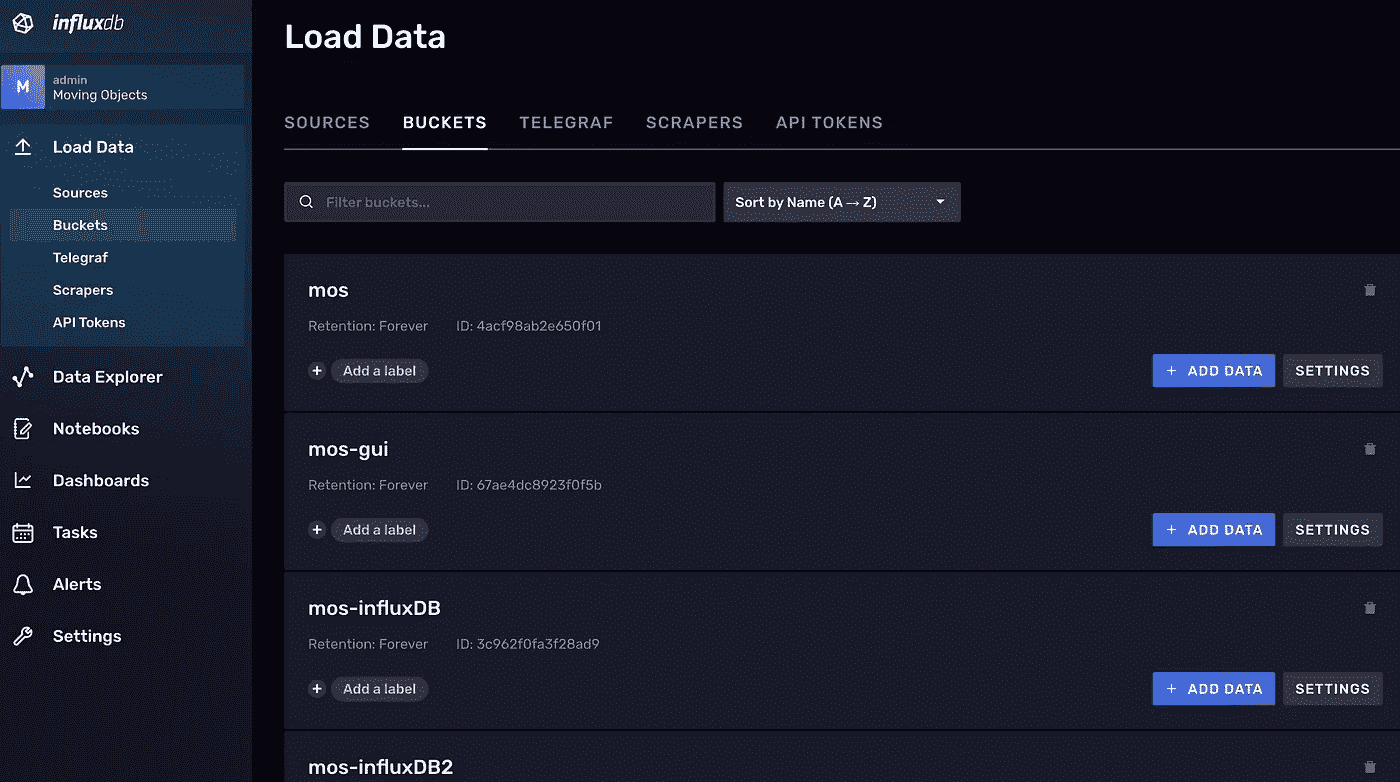 influxdb
M
admin
Moving Objects
Load Data
Sources
Buckets
Telegraf
Scrapers
API Tokens
Data Explorer
Notebooks
Dashboards
Tasks
Alerts
Settings
Load Data
SOURCES BUCKETS TELEGRAF SCRAPERS API TOKENS
Filter buckets... Sort by Name (A → Z)
mos
Retention: Forever ID: 4acf98ab2e650f01
+ Add a label + ADD DATA SETTINGS
mos-gui
Retention: Forever ID: 67ae4dc8923f0f5b
+ Add a label + ADD DATA SETTINGS
mos-influxDB
Retention: Forever ID: 3c962f0fa3f28ad9
+ Add a label + ADD DATA SETTINGS
mos-influxDB2